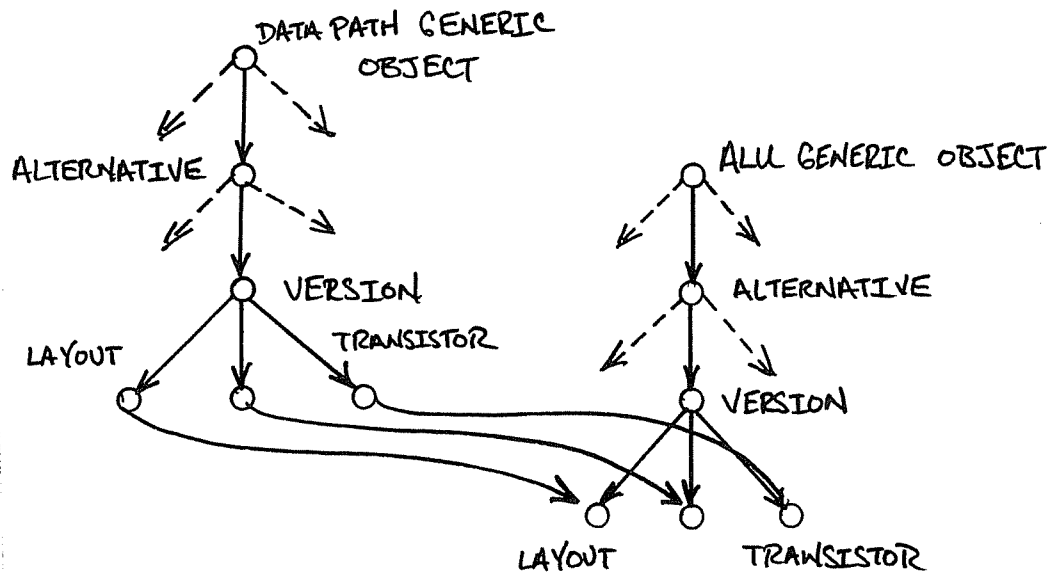 DATA PATH GENERIC
OBJECT
ALTERNATIVE
ALU GENERIC OBJECT
VERSION
ALTERNATIVE
TRANSISTOR
LAYOUT
VERSION
LAYOUT
TRANSISTOR